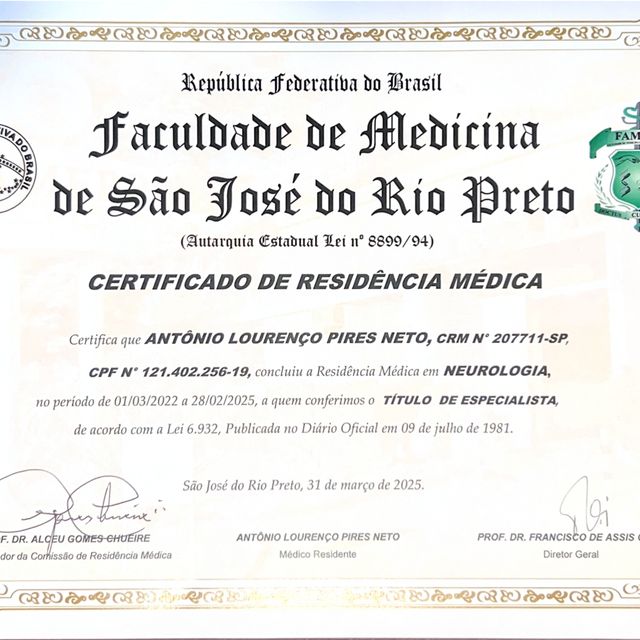 República Federativa do Brasil
Faculdade de Medicina
de São José do Rio Preto
(Autarquia Estadual Lei nº 8899/94)
CERTIFICADO DE RESIDÊNCIA MÉDICA
Certifica que ANTÔNIO LOURENÇO PIRES NETO, CRM N° 207711-SP,
CPF N° 121.402.256-19, concluiu a Residência Médica em NEUROLOGIA,
no período de 01/03/2022 a 28/02/2025, a quem conferimos o TÍTULO DE ESPECIALISTA,
de acordo com a Lei 6.932, Publicada no Diário Oficial em 09 de julho de 1981.
São José do Rio Preto, 31 de março de 2025.
F. DR. ALCEU GOMES CHUEIRE
dor da Comissão de Residência Médica
ANTÔNIO LOURENÇO PIRES NETO
Médico Residente
PROF. DR. FRANCISCO DE ASSIS
Diretor Geral
DO BRASIL
FAM